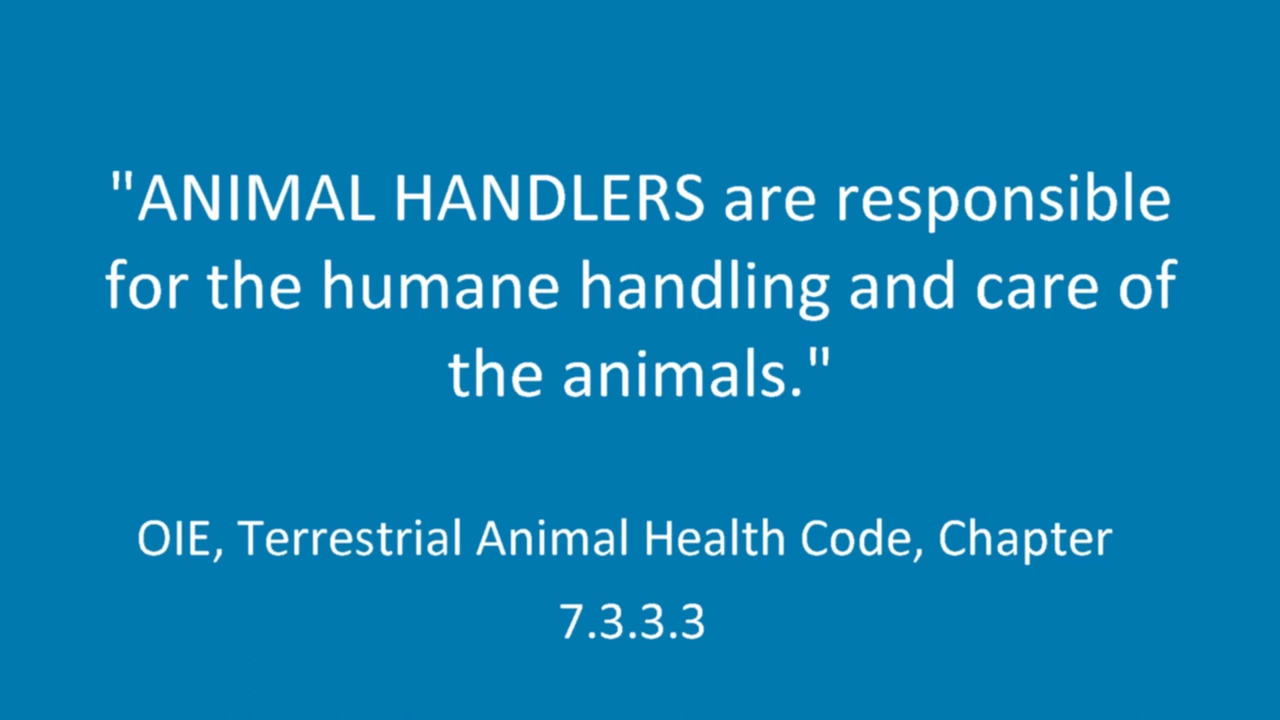 "ANIMAL HANDLERS are responsible
for the humane handling and care of
the animals."
OIE, Terrestrial Animal Health Code, Chapter
7.3.3.3